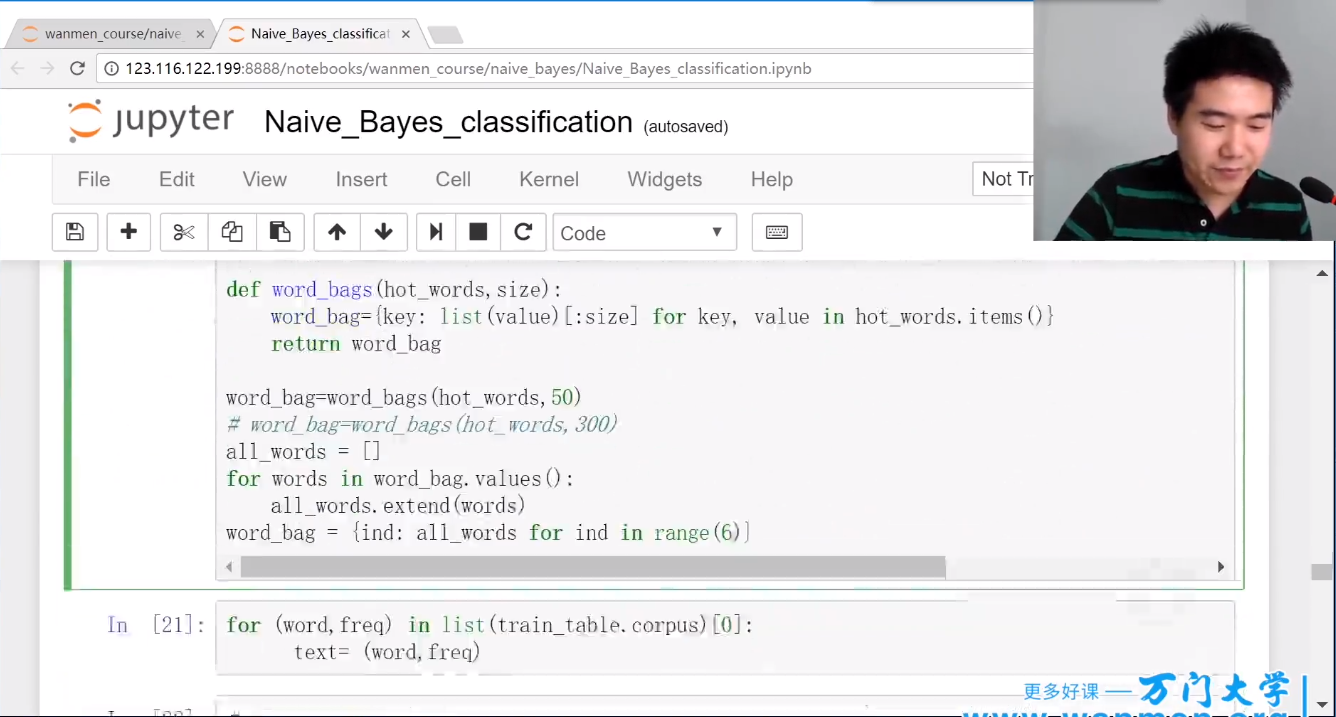 wanmen_course/naive_
Naive_Bayes_classificat
123.116.122.199:8888/notebooks/wanmen_course/naive_bayes/Naive_Bayes_classification.ipynb
jupyter Naive_Bayes_classification (autosaved)
File Edit View Insert Cell Kernel Widgets Help Not Tr
Code
def word_bags(hot_words,size):
word_bag={key: list(value)[:size] for key, value in hot_words.items()}
return word_bag
word_bag=word_bags(hot_words,50)
# word_bag=word_bags(hot_words,300)
all_words = []
for words in word_bag.values():
all_words.extend(words)
word_bag = {ind: all_words for ind in range(6)}
In [21]: for (word,freq) in list(train_table.corpus)[0]:
text= (word,freq)
更多好课 — 万门大学
www.wanmen.org